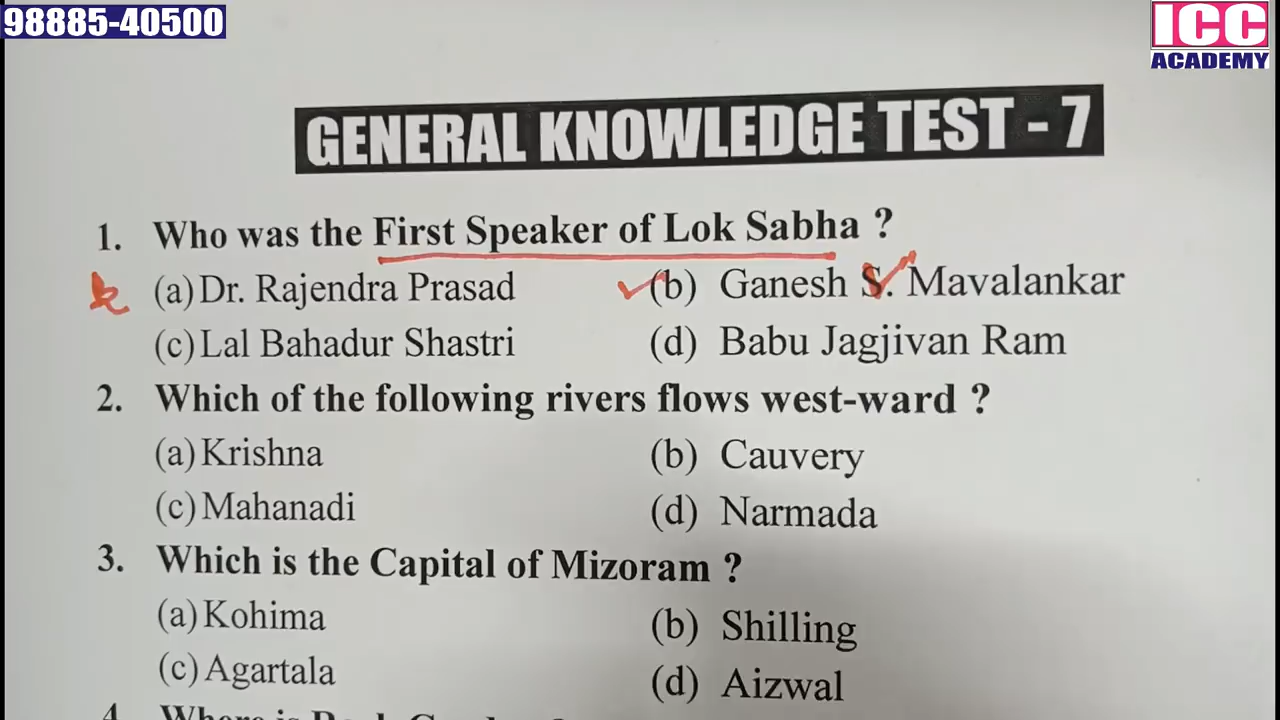 98885-40500
ICC
ACADEMY
GENERAL KNOWLEDGE TEST - 7
1. Who was the First Speaker of Lok Sabha ?
(a) Dr. Rajendra Prasad (b) Ganesh S. Mavalankar
(c) Lal Bahadur Shastri (d) Babu Jagjivan Ram
2. Which of the following rivers flows west-ward ?
(a) Krishna (b) Cauvery
(c) Mahanadi (d) Narmada
3. Which is the Capital of Mizoram ?
(a) Kohima (b) Shilling
(c) Agartala (d) Aizwal